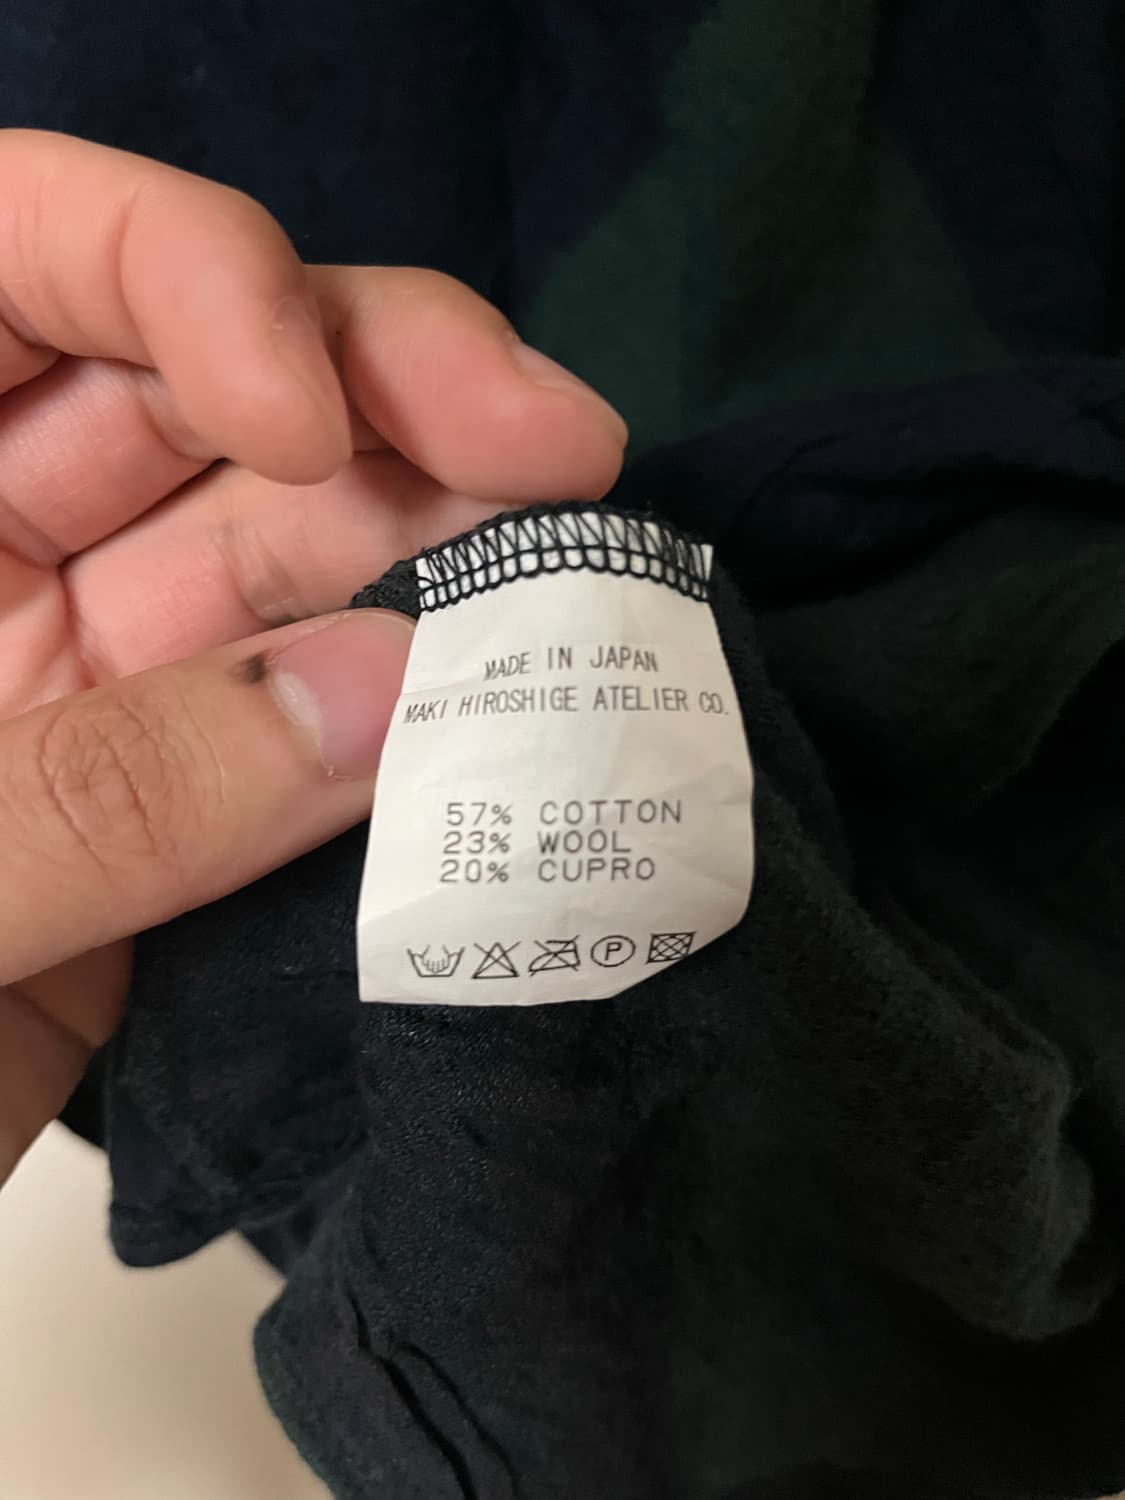 MADE IN JAPAN
MAKI HIROSHIGE ATELIER CO.
57% COTTON
23% WOOL
20% CUPRO
P